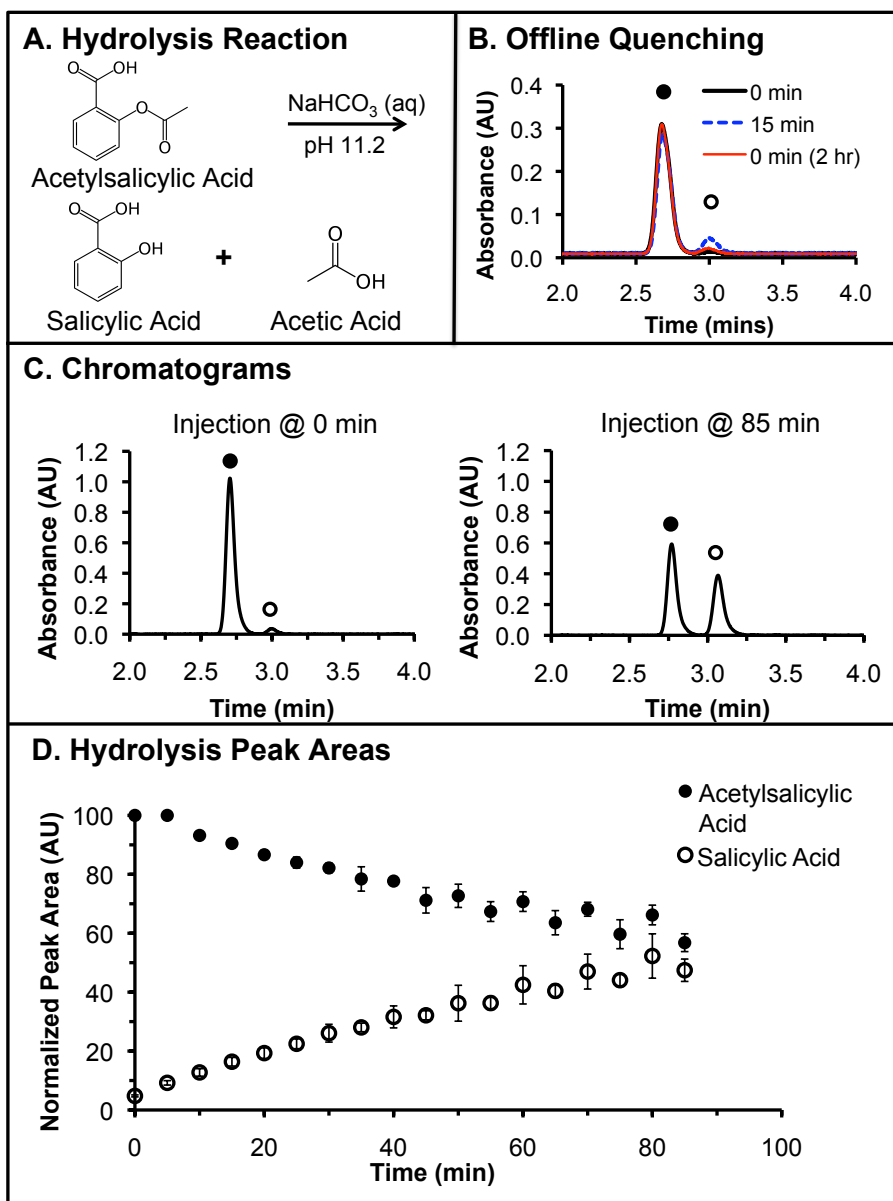 A. Hydrolysis Reaction
O
OH
O
O
Acetylsalicylic Acid
NaHCO3 (aq)
pH 11.2
O
OH
OH
Salicylic Acid
+
O
OH
Acetic Acid
B. Offline Quenching
Absorbance (AU)
0.4
0.3
0.2
0.1
0.0
0 min
15 min
0 min (2 hr)
2.0 2.5 3.0 3.5 4.0
Time (mins)
C. Chromatograms
Injection @ 0 min
Absorbance (AU)
1.2
1.0
0.8
0.6
0.4
0.2
0.0
2.0 2.5 3.0 3.5 4.0
Time (min)
Injection @ 85 min
Absorbance (AU)
1.2
1.0
0.8
0.6
0.4
0.2
0.0
2.0 2.5 3.0 3.5 4.0
Time (min)
D. Hydrolysis Peak Areas
Normalized Peak Area (AU)
100
80
60
40
20
0
Acetylsalicylic
Acid
Salicylic Acid
0 20 40 60 80 100
Time (min)